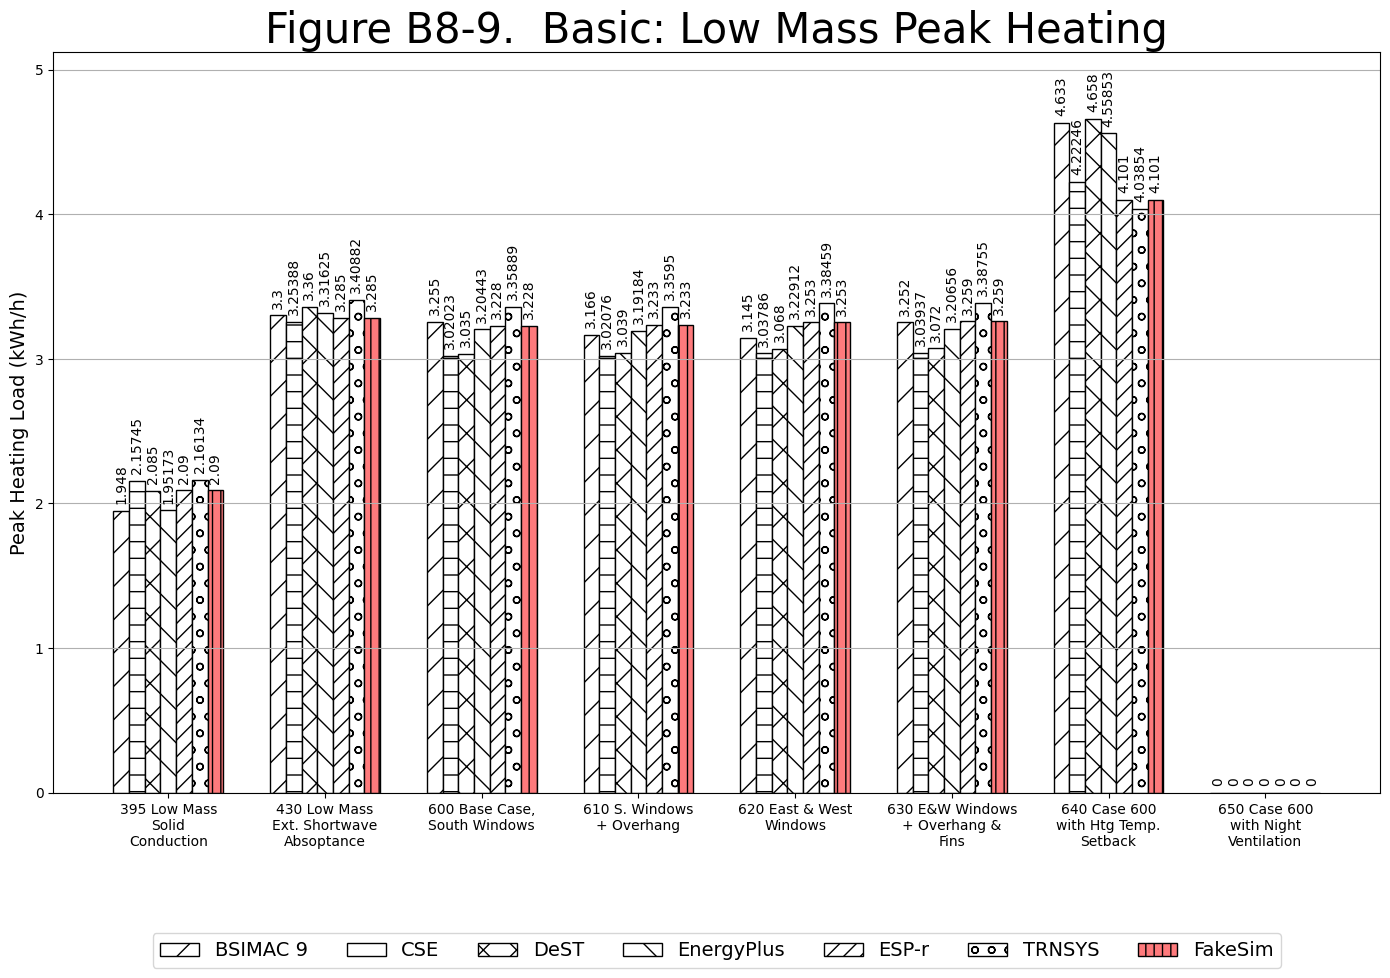 Figure B8-9.  Basic: Low Mass Peak Heating
Peak Heating Load (kWh/h)
5
4
3
2
1
0
1.948
2.15745
2.085
1.95173
2.09
2.16134
2.09
3.3
3.25388
3.36
3.31625
3.285
3.40882
3.285
3.255
3.02023
3.035
3.20443
3.228
3.35889
3.228
3.166
3.02076
3.039
3.19184
3.233
3.3595
3.233
3.145
3.03786
3.068
3.22912
3.253
3.38459
3.253
3.252
3.03937
3.072
3.20656
3.259
3.38755
3.259
4.633
4.22246
4.658
4.55853
4.101
4.03854
4.101
0
0
0
0
0
0
0
395 Low Mass
Solid
Conduction
430 Low Mass
Ext. Shortwave
Absoptance
600 Base Case,
South Windows
610 S. Windows
+ Overhang
620 East & West
Windows
630 E&W Windows
+ Overhang &
Fins
640 Case 600
with Htg Temp.
Setback
650 Case 600
with Night
Ventilation
BSIMAC 9
CSE
DeST
EnergyPlus
ESP-r
TRNSYS
FakeSim